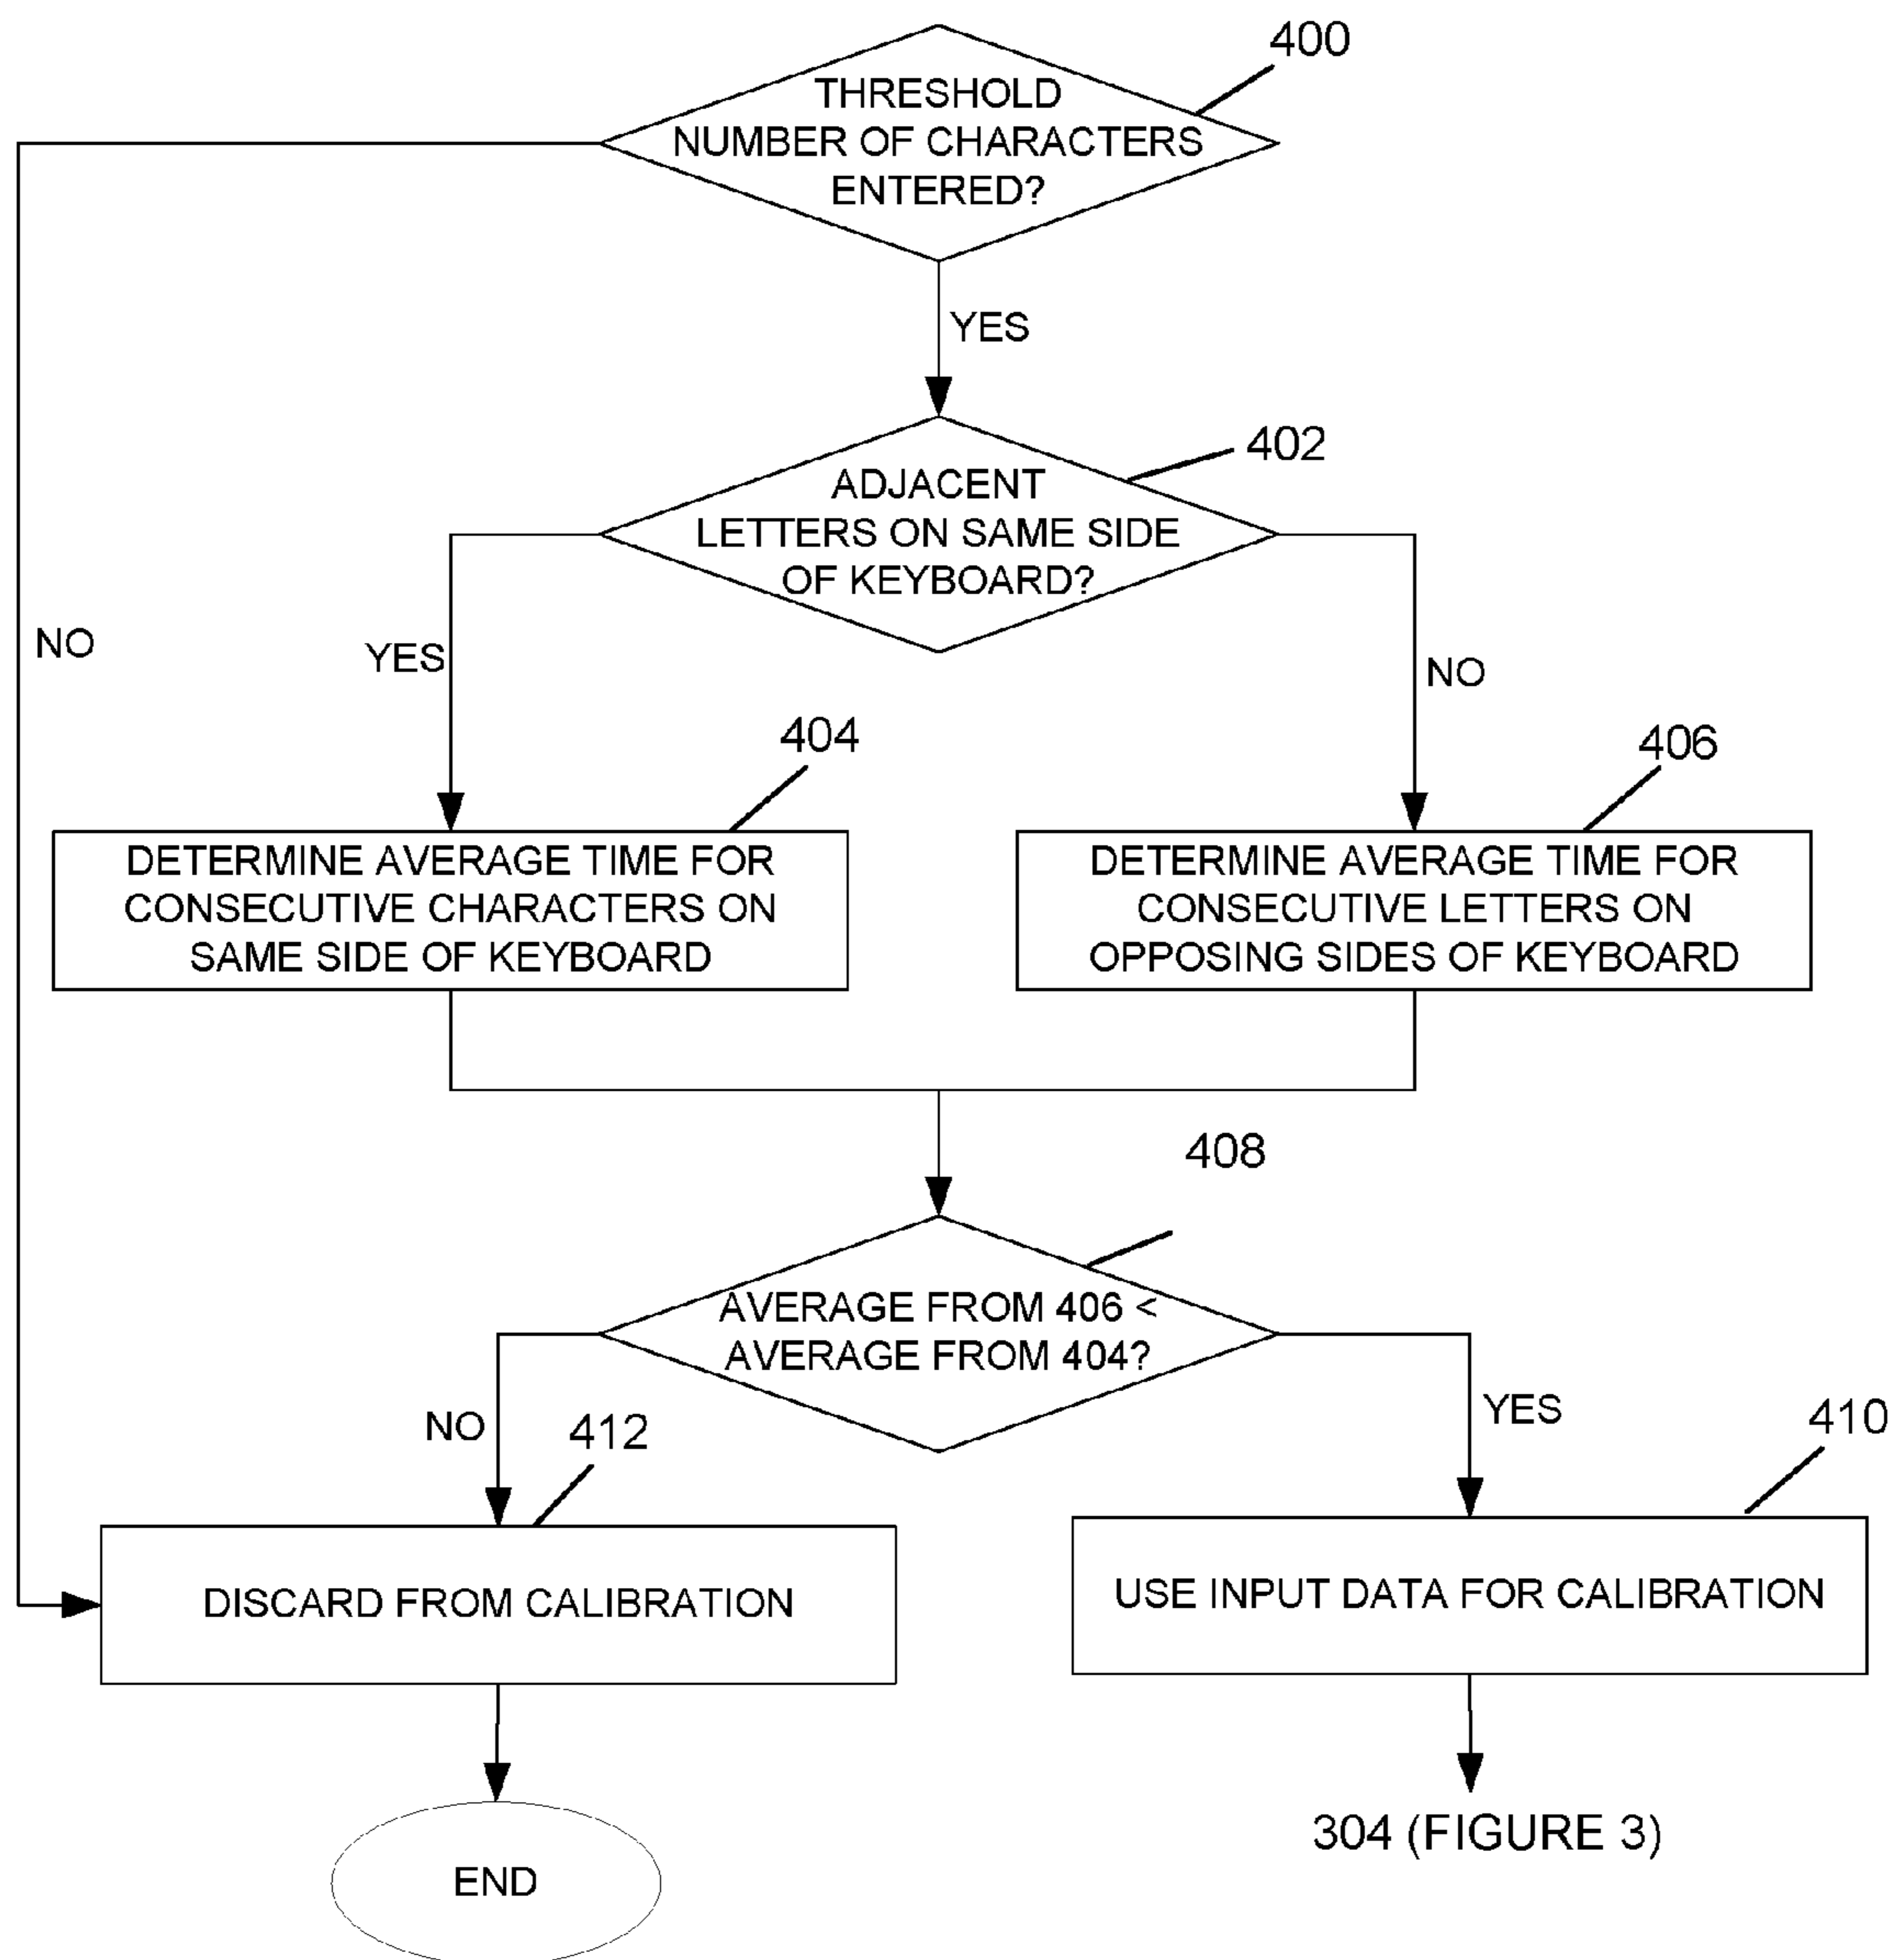 400
THRESHOLD
NUMBER OF CHARACTERS
ENTERED?
YES
402
ADJACENT
LETTERS ON SAME SIDE
OF KEYBOARD?
NO
YES
NO
404
406
DETERMINE AVERAGE TIME FOR
CONSECUTIVE CHARACTERS ON
SAME SIDE OF KEYBOARD
DETERMINE AVERAGE TIME FOR
CONSECUTIVE LETTERS ON
OPPOSING SIDES OF KEYBOARD
408
AVERAGE FROM 406 <
AVERAGE FROM 404?
NO
YES
412
410
DISCARD FROM CALIBRATION
USE INPUT DATA FOR CALIBRATION
304 (FIGURE 3)
END